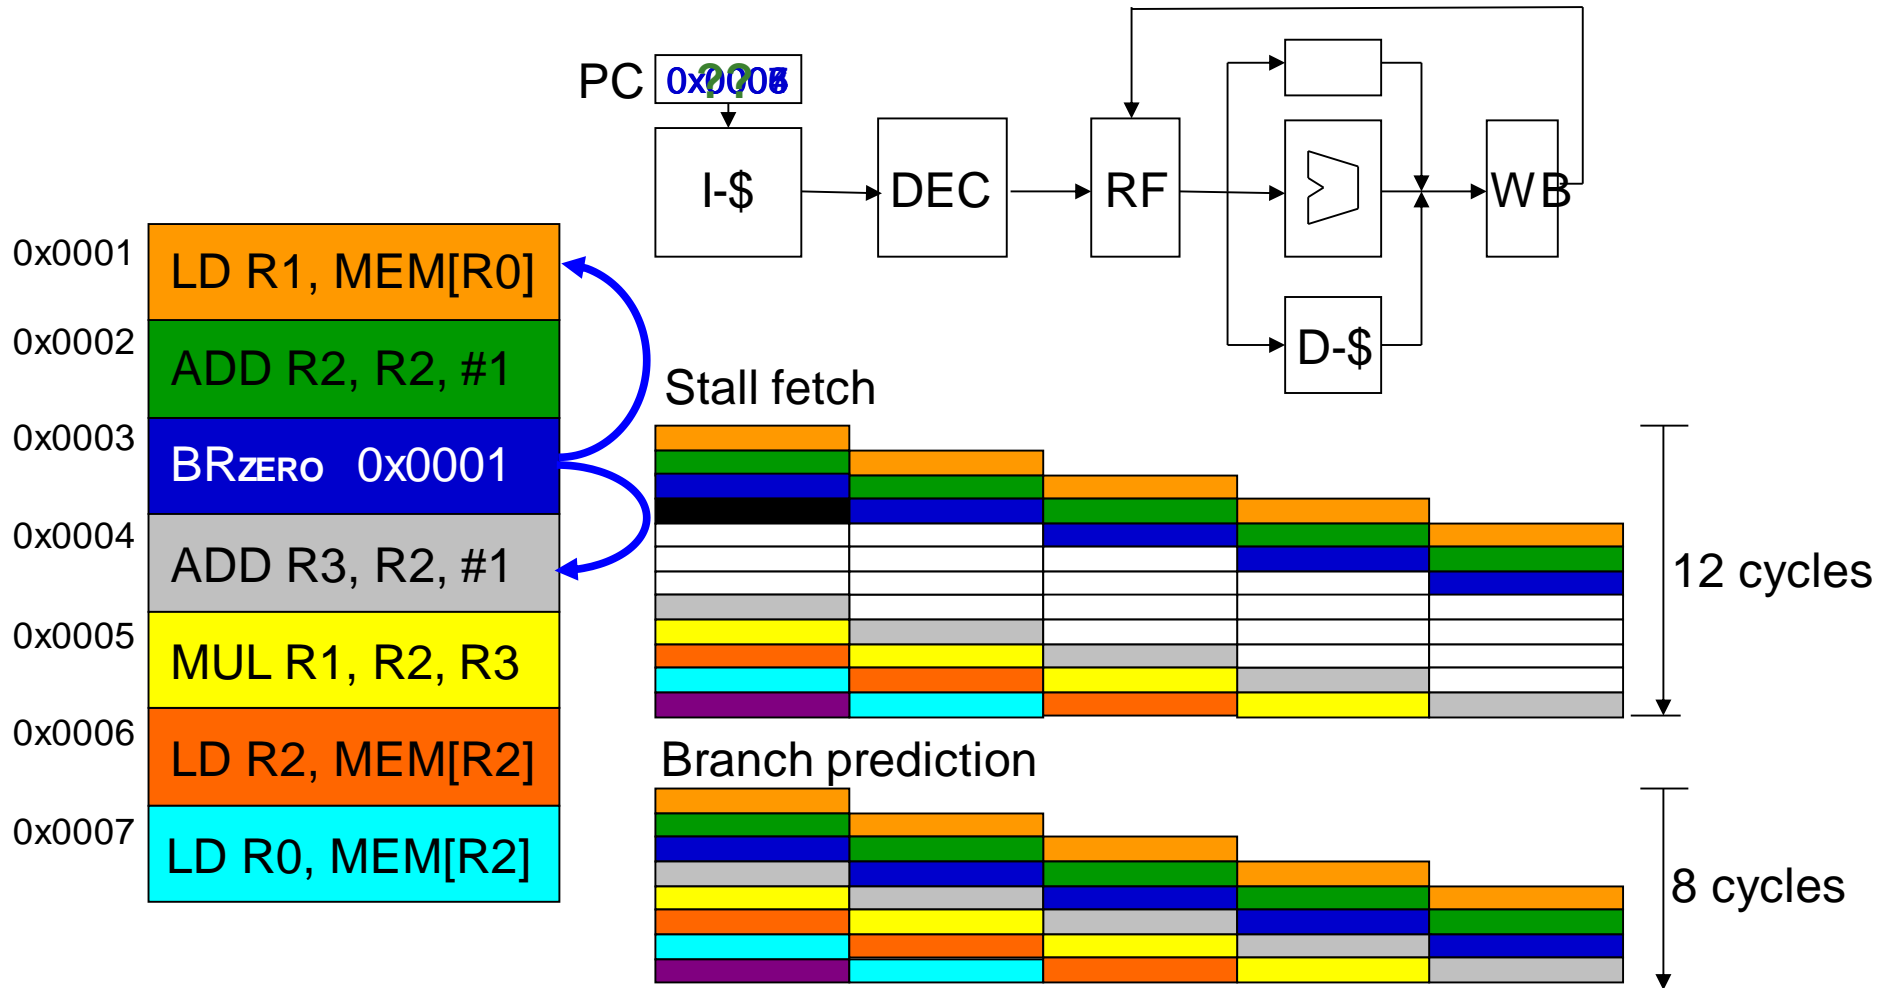 PC
I-$
DEC
RF
WB
D-$
0x0001
LD R1, MEM[R0]
0x0002
ADD R2, R2, #1
0x0003
BRZERO 0x0001
0x0004
ADD R3, R2, #1
0x0005
MUL R1, R2, R3
0x0006
LD R2, MEM[R2]
0x0007
LD R0, MEM[R2]
Stall fetch
12 cycles
Branch prediction
8 cycles